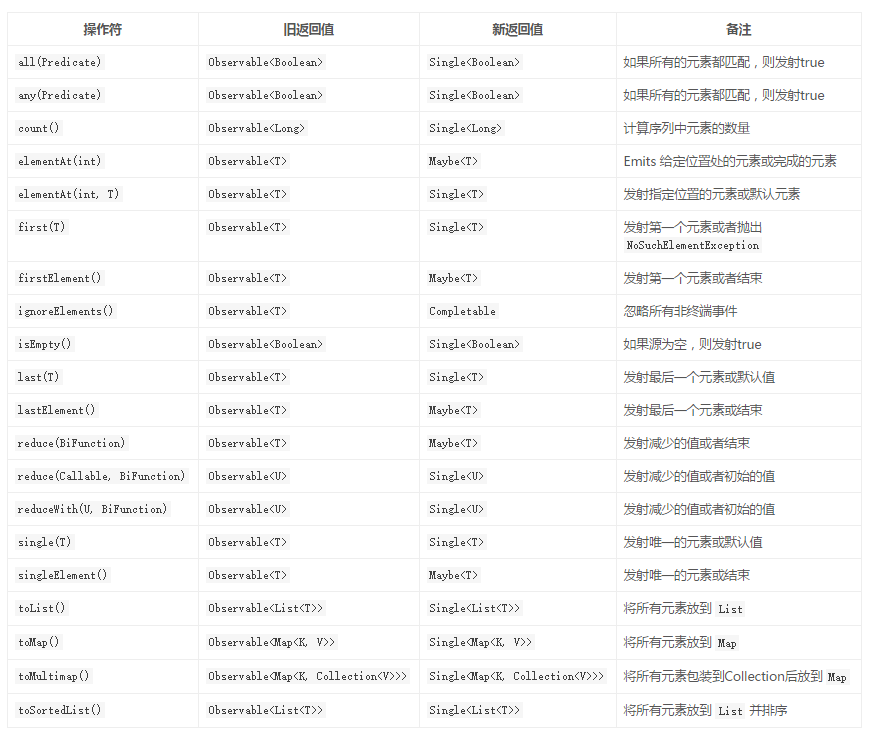 操作符 旧返回值 新返回值 备注
all(Predicate) Observable<Boolean> Single<Boolean> 如果所有的元素都匹配，则发射true
any(Predicate) Observable<Boolean> Single<Boolean> 如果所有的元素都匹配，则发射true
count() Observable<Long> Single<Long> 计算序列中元素的数量
elementAt(int) Observable<T> Maybe<T> Emits 给定位置处的元素或完成的元素
elementAt(int, T) Observable<T> Single<T> 发射指定位置的元素或默认元素
first(T) Observable<T> Single<T> 发射第一个元素或者抛出
NoSuchElementException
firstElement() Observable<T> Maybe<T> 发射第一个元素或者结束
ignoreElements() Observable<T> Completable 忽略所有非终端事件
isEmpty() Observable<Boolean> Single<Boolean> 如果源为空，则发射true
last(T) Observable<T> Single<T> 发射最后一个元素或默认值
lastElement() Observable<T> Maybe<T> 发射最后一个元素或结束
reduce(BiFunction) Observable<T> Maybe<T> 发射减少的值或者结束
reduce(Callable, BiFunction) Observable<U> Single<U> 发射减少的值或者初始的值
reduceWith(U, BiFunction) Observable<U> Single<U> 发射减少的值或者初始的值
single(T) Observable<T> Single<T> 发射唯一的元素或默认值
singleElement() Observable<T> Maybe<T> 发射唯一的元素或结束
toList() Observable<List<T>> Single<List<T>> 将所有元素放到 List
toMap() Observable<Map<K, V>> Single<Map<K, V>> 将所有元素放到 Map
toMultimap() Observable<Map<K, Collection<V>>> Single<Map<K, Collection<V>>> 将所有元素包装到Collection后放到 Map
toSortedList() Observable<List<T>> Single<List<T>> 将所有元素放到 List 并排序